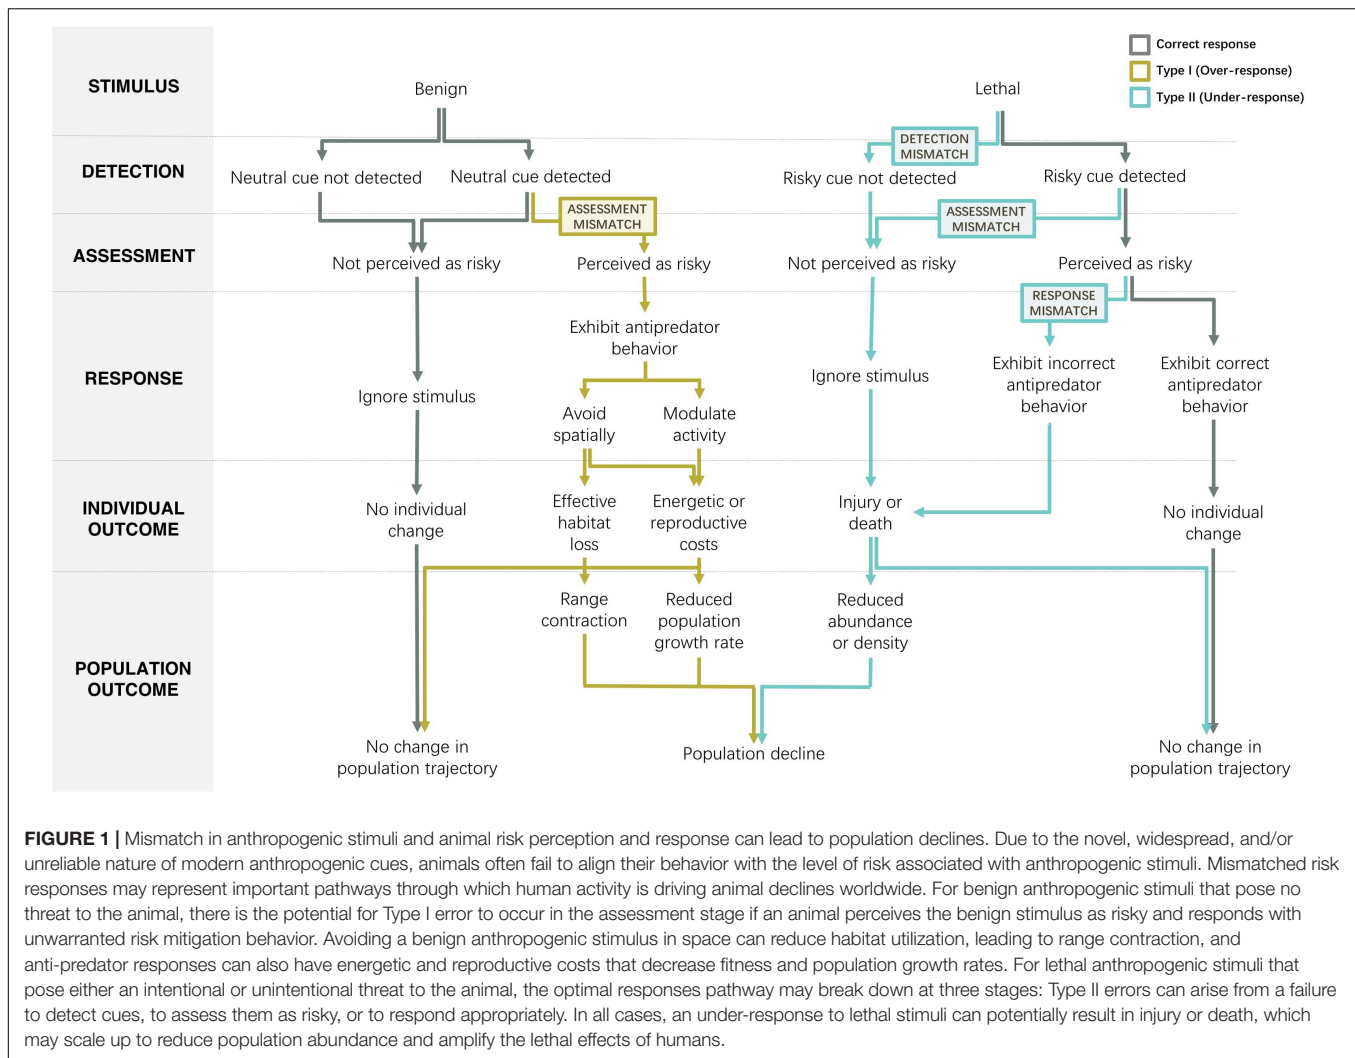 Correct response
Type I (Over-response)
Type II (Under-response)
STIMULUS
Benign
Lethal
DETECTION
DETECTION
MISMATCH
Neutral cue not detected
Neutral cue detected
Risky cue not detected
Risky cue detected
ASSESSMENT
ASSESSMENT
MISMATCH
ASSESSMENT
MISMATCH
Not perceived as risky
Perceived as risky
Not perceived as risky
Perceived as risky
RESPONSE
RESPONSE
MISMATCH
Exhibit antipredator
behavior
Ignore stimulus
Avoid
spatially
Modulate
activity
Ignore stimulus
Exhibit incorrect
antipredator
behavior
Exhibit correct
antipredator
behavior
INDIVIDUAL
OUTCOME
No individual
change
Effective
habitat
loss
Energetic or
reproductive
costs
Injury or
death
No individual
change
POPULATION
OUTCOME
Range
contraction
Reduced
population
growth rate
Reduced
abundance
or density
No change in
population trajectory
Population decline
No change in
population trajectory
FIGURE 1 | Mismatch in anthropogenic stimuli and animal risk perception and response can lead to population declines. Due to the novel, widespread, and/or
unreliable nature of modern anthropogenic cues, animals often fail to align their behavior with the level of risk associated with anthropogenic stimuli. Mismatched risk
responses may represent important pathways through which human activity is driving animal declines worldwide. For benign anthropogenic stimuli that pose no
threat to the animal, there is the potential for Type I error to occur in the assessment stage if an animal perceives the benign stimulus as risky and responds with
unwarranted risk mitigation behavior. Avoiding a benign anthropogenic stimulus in space can reduce habitat utilization, leading to range contraction, and
anti-predator responses can also have energetic and reproductive costs that decrease fitness and population growth rates. For lethal anthropogenic stimuli that
pose either an intentional or unintentional threat to the animal, the optimal responses pathway may break down at three stages: Type II errors can arise from a failure
to detect cues, to assess them as risky, or to respond appropriately. In all cases, an under-response to lethal stimuli can potentially result in injury or death, which
may scale up to reduce population abundance and amplify the lethal effects of humans.